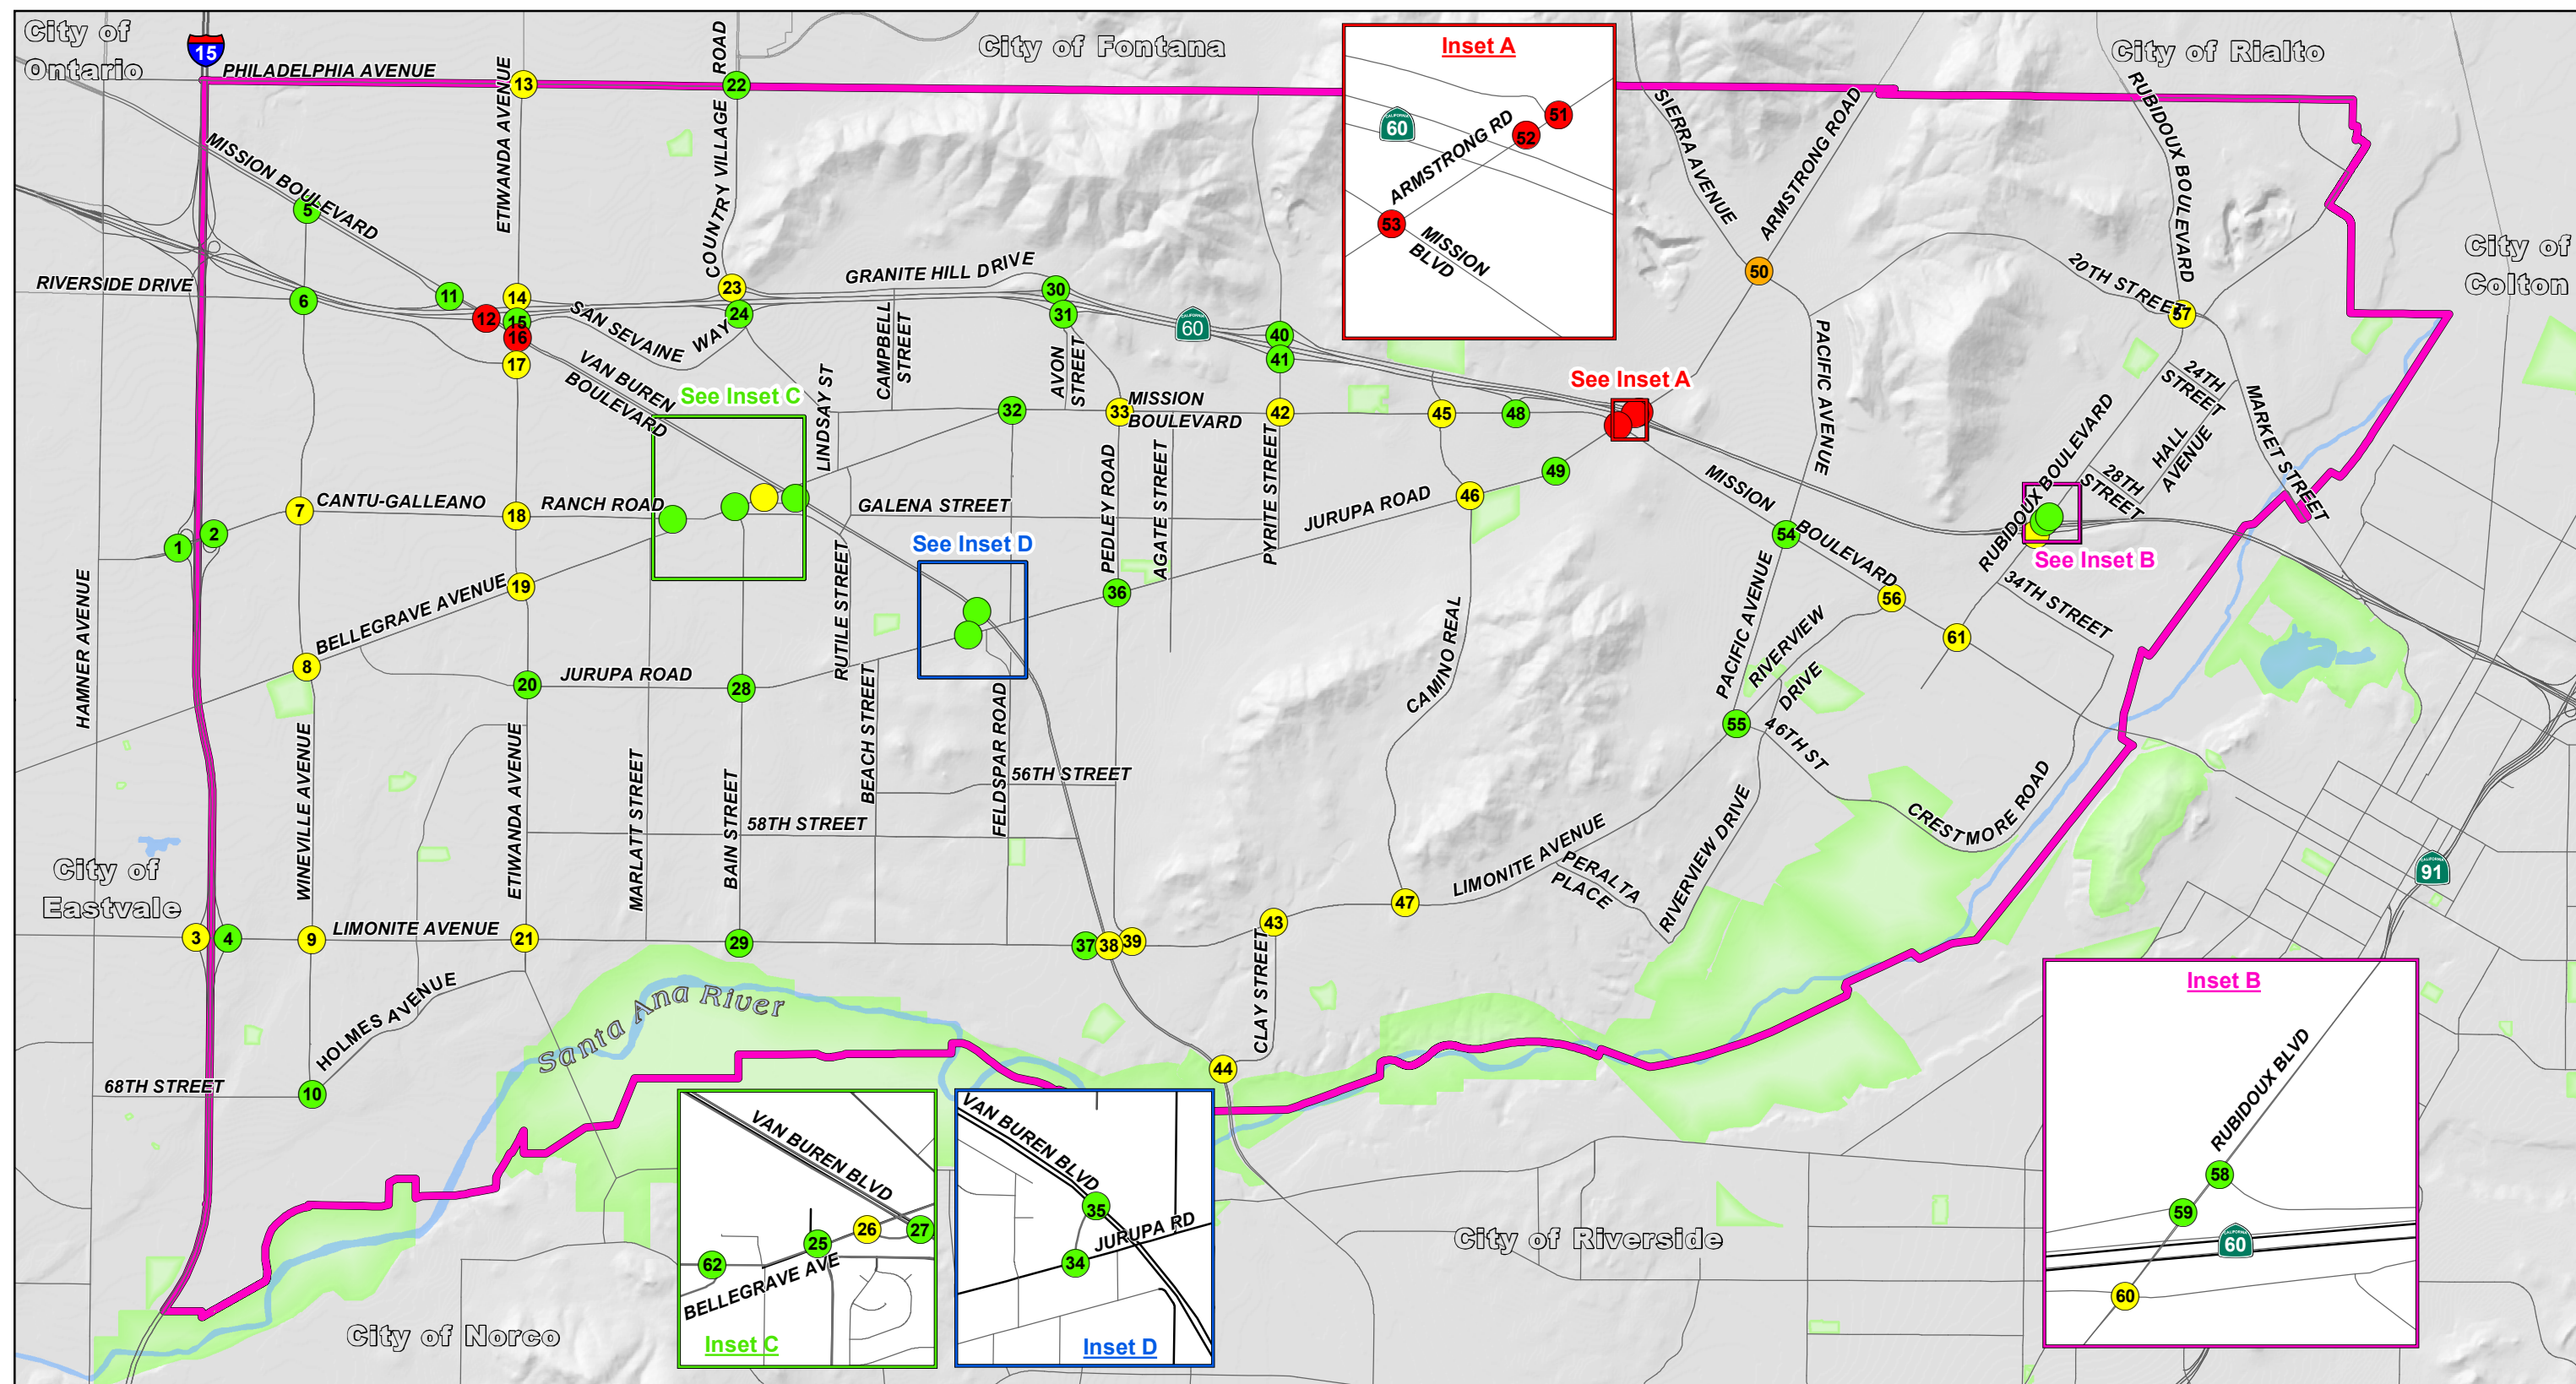 City of
Ontario
15
PHILADELPHIA AVENUE
13
22
ROAD
City of Fontana
City of Rialto
Inset A
60
ARMSTRONG RD
51
52
53
MISSION
BLVD
ETIWANDA AVENUE
COUNTRY VILLAGE
MISSION BOULEVARD
5
SIERRA AVENUE
ARMSTRONG ROAD
RUBIDOUX BOULEVARD
City of
Colton
RIVERSIDE DRIVE
6
11
12
14
15
16
17
23
24
GRANITE HILL DRIVE
30
31
60
40
41
50
20TH STREET
57
SAN SEVAINE
WAY
VAN BUREN
BOULEVARD
See Inset C
LINDSAY ST
CAMPBELL
STREET
AVON
STREET
32
33
MISSION
BOULEVARD
42
45
48
See Inset A
PACIFIC AVENUE
24TH
STREET
HALL
AVENUE
28TH
STREET
MARKET STREET
RUBIDOUX BOULEVARD
See Inset B
1
2
7
CANTU-GALLEANO
18
RANCH ROAD
GALENA STREET
PEDLEY ROAD
AGATE STREET
PYRITE STREET
JURUPA ROAD
46
49
MISSION
BOULEVARD
54
56
61
34TH STREET
See Inset D
HAMNER AVENUE
BELLEGRAVE AVENUE
19
8
20
JURUPA ROAD
28
RUTILE STREET
36
CAMINO REAL
PACIFIC AVENUE
RIVERVIEW
DRIVE
55
46TH ST
CRESTMORE ROAD
WINEVILLE AVENUE
ETIWANDA AVENUE
MARLATT STREET
BAIN STREET
BEACH STREET
FELDSPAR ROAD
56TH STREET
58TH STREET
LIMONITE AVENUE
PERALTA
PLACE
RIVERVIEW DRIVE
91
City of
Eastvale
3
4
9
LIMONITE AVENUE
21
29
37
38
39
43
47
CLAY STREET
44
HOLMES AVENUE
68TH STREET
10
Santa Ana River
VAN BUREN BLVD
62
25
26
27
BELLEGRAVE AVE
Inset C
VAN BUREN BLVD
35
34
JURUPA RD
Inset D
Inset B
RUBIDOUX BLVD
58
59
60
60
City of Riverside
City of Norco